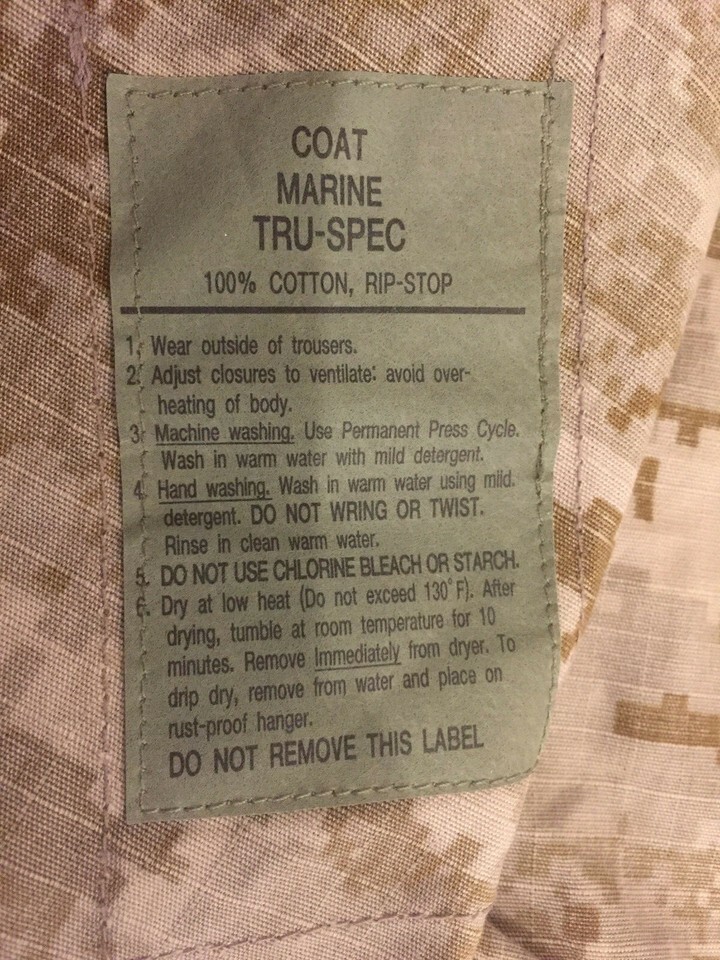 COAT
MARINE
TRU-SPEC
100% COTTON, RIP-STOP
1. Wear outside of trousers.
2. Adjust closures to ventilate: avoid over-
heating of body.
3. Machine washing. Use Permanent Press Cycle.
Wash in warm water with mild detergent.
4. Hand washing. Wash in warm water using mild.
detergent. DO NOT WRING OR TWIST.
Rinse in clean warm water.
5. DO NOT USE CHLORINE BLEACH OR STARCH.
6. Dry at low heat (Do not exceed 130° F). After
drying, tumble at room temperature for 10
minutes. Remove Immediately from dryer. To
drip dry, remove from water and place on
rust-proof hanger.
DO NOT REMOVE THIS LABEL